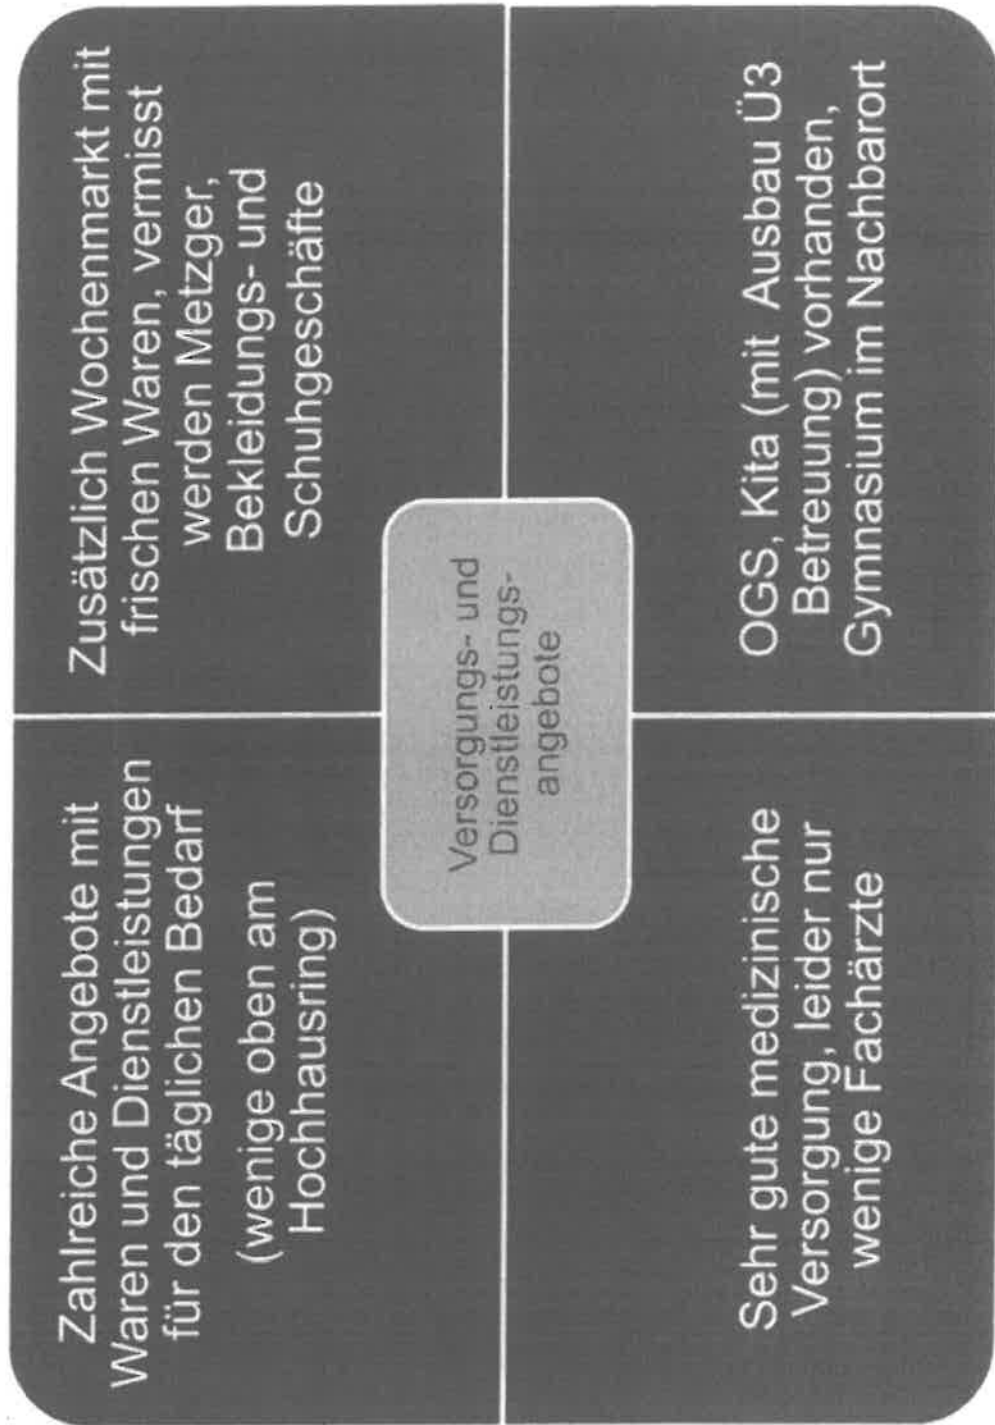 Zahlreiche Angebote mit
Waren und Dienstleistungen
für den täglichen Bedarf
(wenige oben am
Hochhausring)
Zusätzlich Wochenmarkt mit
frischen Waren, vermisst
werden Metzger,
Bekleidungs- und
Schuhgeschäfte
Versorgungs- und
Dienstleistungs-
angebote
Sehr gute medizinische
Versorgung, leider nur
wenige Fachärzte
OGS, Kita (mit Ausbau Ü3
Betreuung) vorhanden,
Gymnasium im Nachbarort